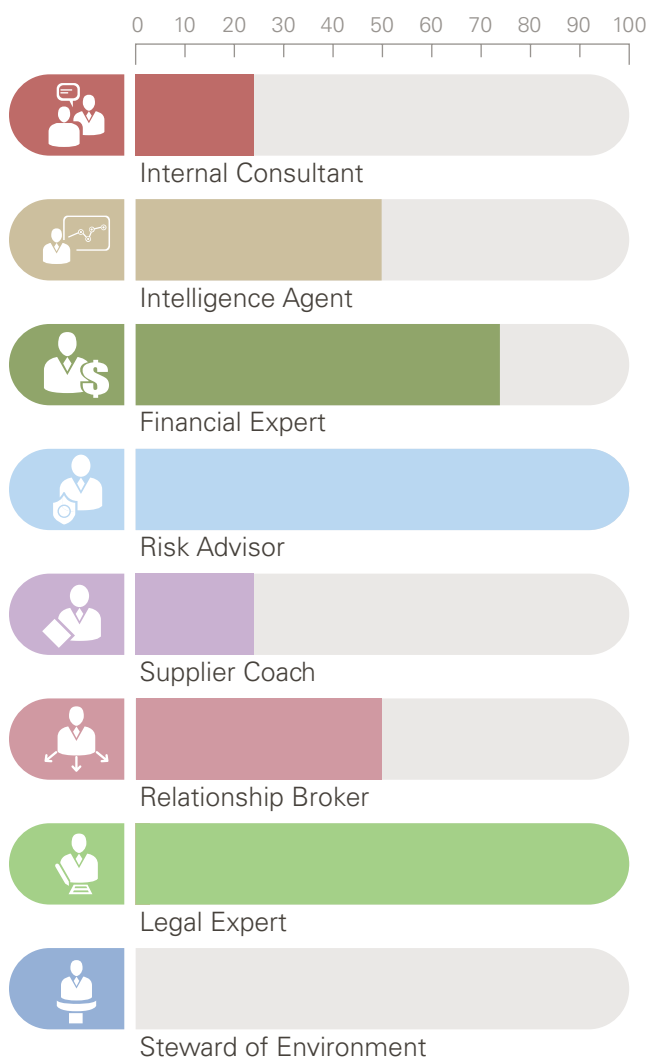 0 10 20 30 40 50 60 70 80 90 100
Internal Consultant
Intelligence Agent
$
Financial Expert
Risk Advisor
Supplier Coach
Relationship Broker
Legal Expert
Steward of Environment